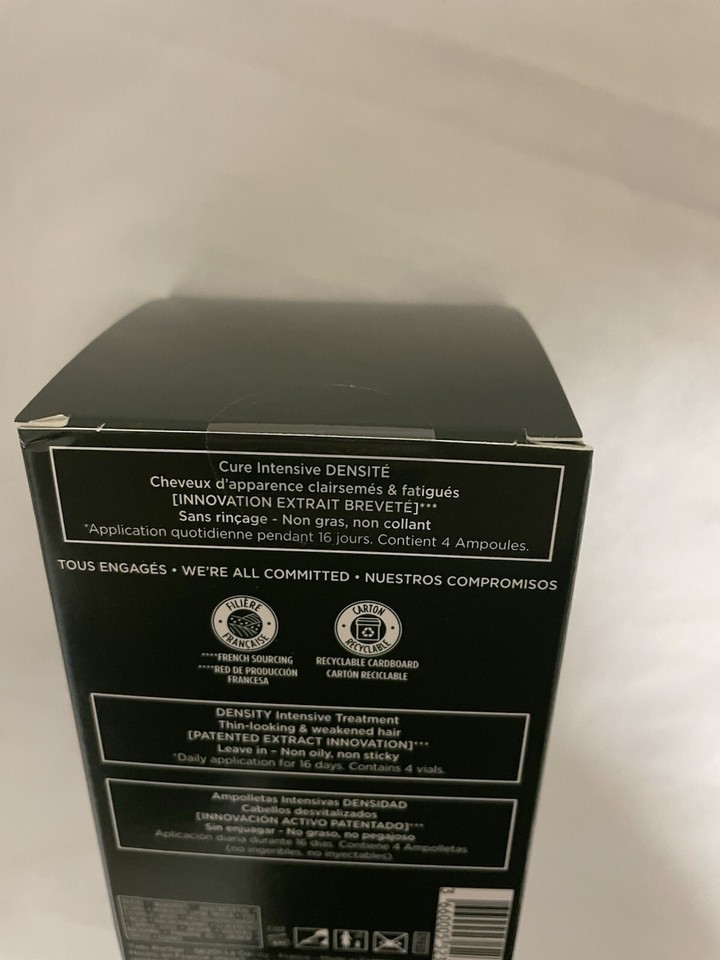 Cure Intensive DENSITÉ
Cheveux d'apparence clairsemés & fatigués
[INNOVATION EXTRAIT BREVETÉ]***
Sans rinçage - Non gras, non collant
*Application quotidienne pendant 16 jours. Contient 4 Ampoules.
TOUS ENGAGÉS • WE'RE ALL COMMITTED • NUESTROS COMPROMISOS
FILIÈRE FRANÇAISE
CARTON RECYCLABLE
****FRENCH SOURCING
****RED DE PRODUCCIÓN
FRANCESA
RECYCLABLE CARDBOARD
CARTÓN RECICLABLE
DENSITY Intensive Treatment
Thin-looking & weakened hair
[PATENTED EXTRACT INNOVATION]***
Leave in – Non oily, non sticky
*Daily application for 16 days. Contains 4 vials.
Ampolletas Intensivas DENSIDAD
Cabellos desvitalizados
[INNOVACIÓN ACTIVO PATENTADO]***
Sin enjuagar - No graso, no pegajoso
Aplicación diaria durante 16 días. Contiene 4 Ampolletas
(no ingeribles, no inyectables).